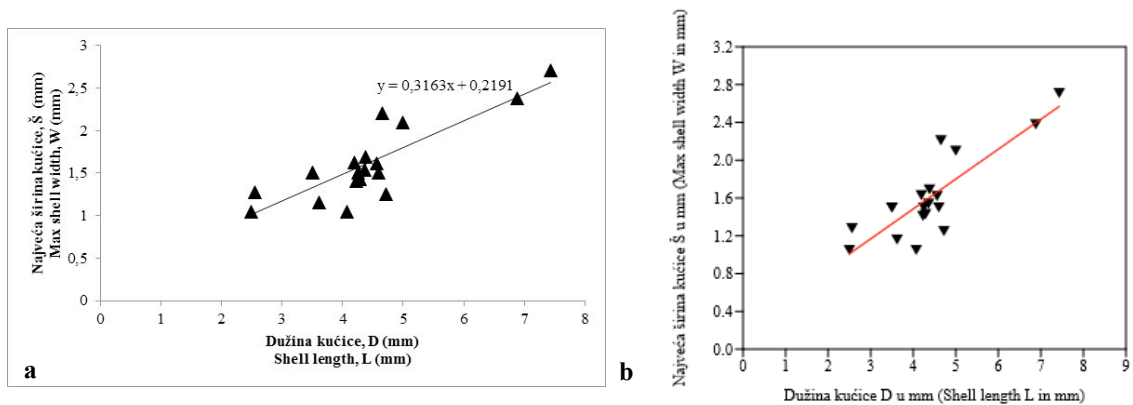 Najveća širina kućice, Š (mm)
Max shell width, W (mm)
3
2,5
2
1,5
1
0,5
0
y = 0,3163x + 0,2191
0 1 2 3 4 5 6 7 8
Dužina kućice, D (mm)
Shell length, L (mm)
a
Najveća širina kućice Š u mm (Max shell width W in mm)
3.2
2.8
2.4
2.0
1.6
1.2
0.8
0.4
0.0
0 1 2 3 4 5 6 7 8 9
Dužina kućice D u mm (Shell length L in mm)
b